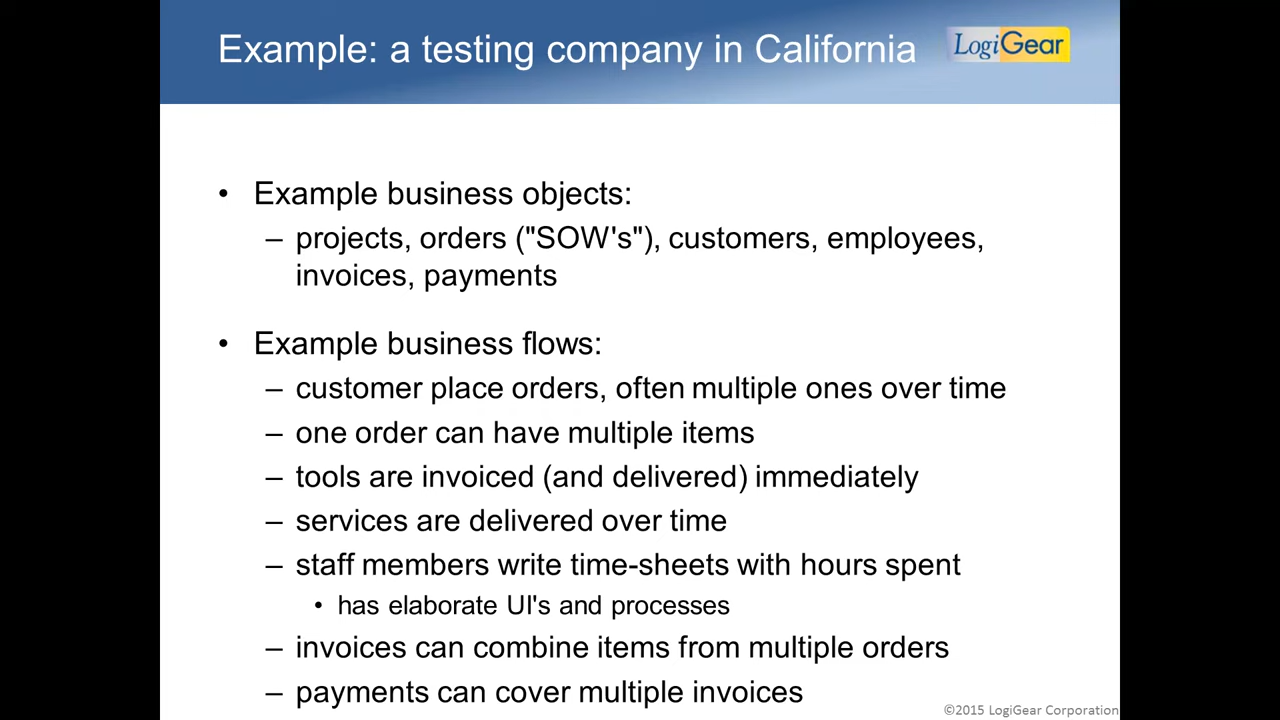 Example: a testing company in California
LogiGear
• Example business objects:
– projects, orders ("SOW's"), customers, employees,
invoices, payments
• Example business flows:
– customer place orders, often multiple ones over time
– one order can have multiple items
– tools are invoiced (and delivered) immediately
– services are delivered over time
– staff members write time-sheets with hours spent
• has elaborate UI's and processes
– invoices can combine items from multiple orders
– payments can cover multiple invoices
©2015 LogiGear Corporation